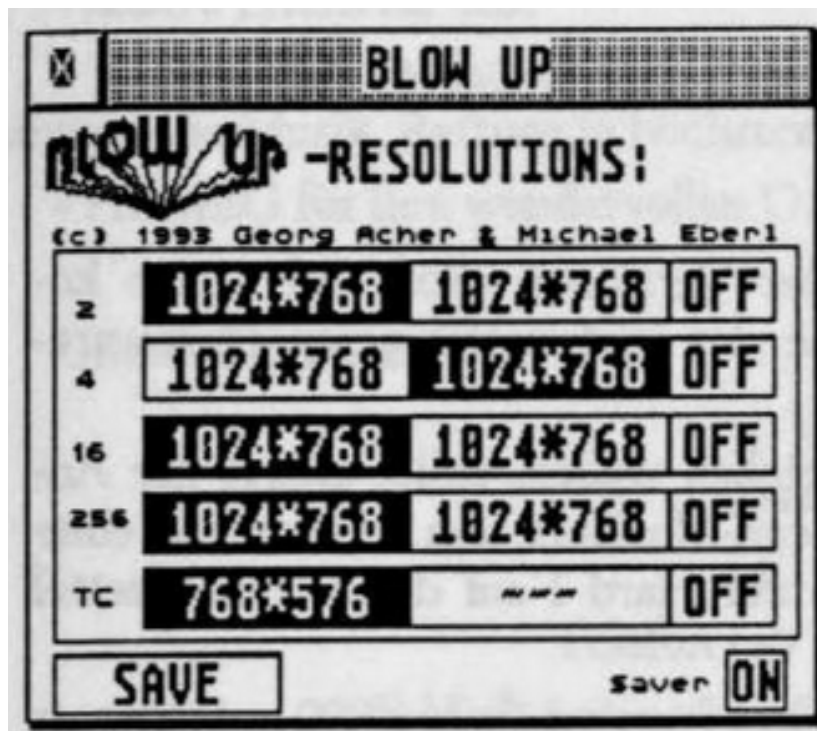 BLOW UP
BLOW UP -RESOLUTIONS:
(c) 1993 Georg Acher & Michael Eberl
2 1024*768 1024*768 OFF
4 1024*768 1024*768 OFF
16 1024*768 1024*768 OFF
256 1024*768 1024*768 OFF
TC 768*576 --- OFF
SAVE Saver ON